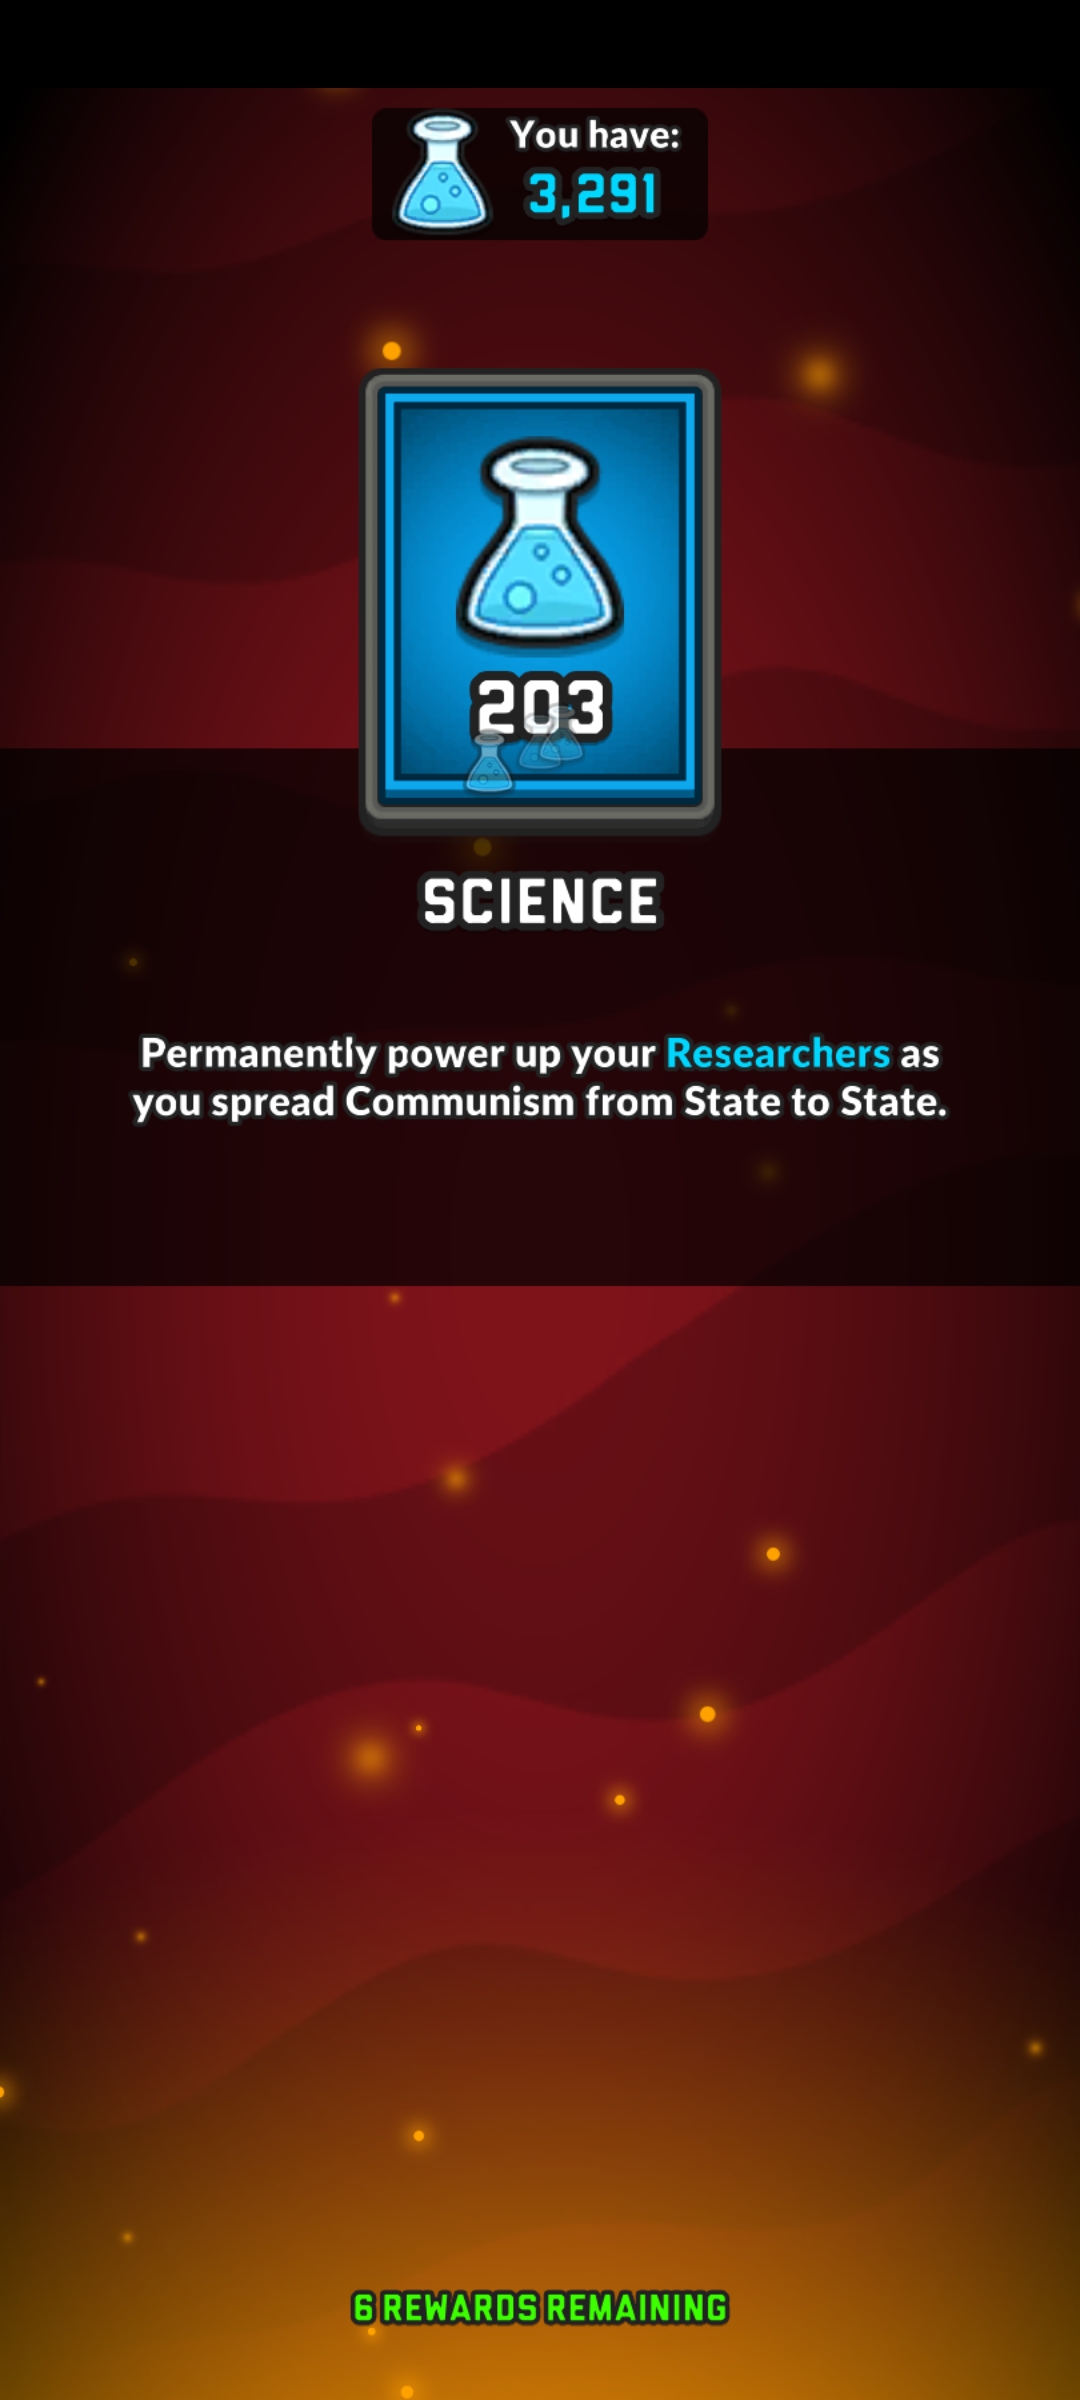 You have:
3,291
203
SCIENCE
Permanently power up your Researchers as
you spread Communism from State to State.
6 REWARDS REMAINING